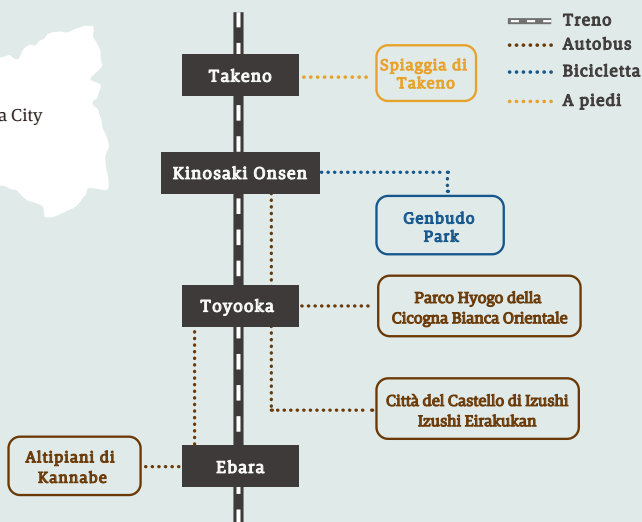 Treno
Autobus
Bicicletta
A piedi
a City
Takeno
Spiaggia di
Takeno
Kinosaki Onsen
Genbudo
Park
Toyooka
Parco Hyogo della
Cicogna Bianca Orientale
Città del Castello di Izushi
Izushi Eirakukan
Altipiani di
Kannabe
Ebara